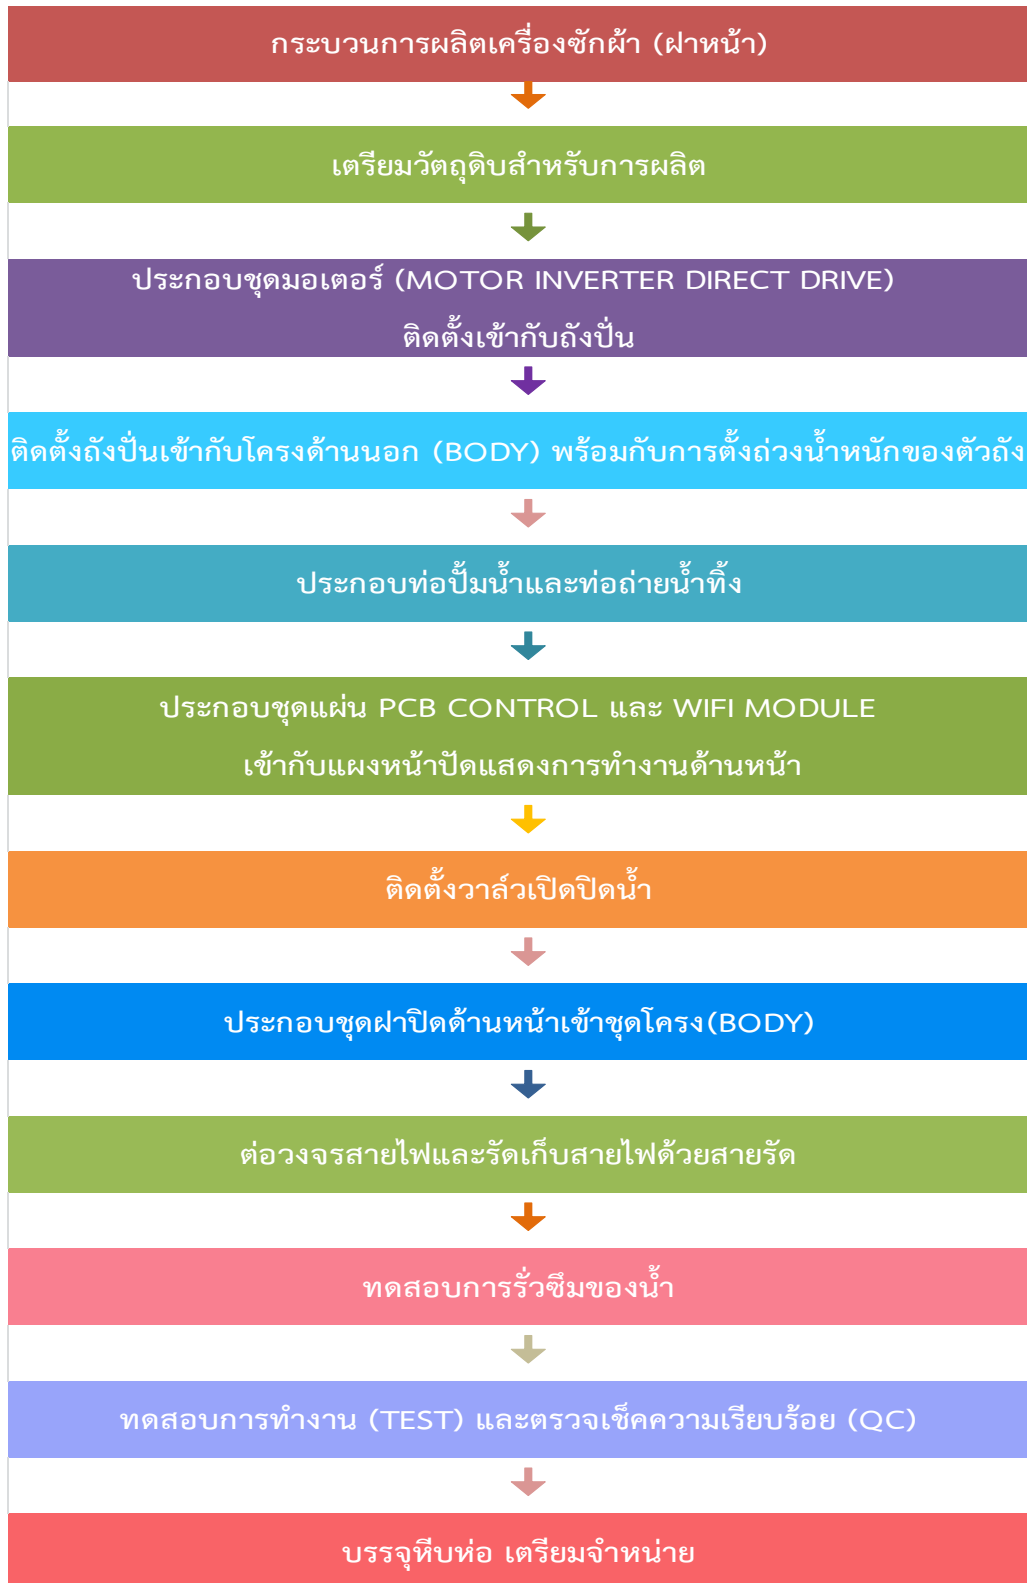 กระบวนการผลิตเครื่องซักผ้า (ฝาหน้า)
เตรียมวัตถุดิบสำหรับการผลิต
ประกอบชุดมอเตอร์ (MOTOR INVERTER DIRECT DRIVE)
ติดตั้งเข้ากับถังปั่น
ติดตั้งถังปั่นเข้ากับโครงด้านนอก (BODY) พร้อมกับการตั้งถ่วงน้ำหนักของตัวถัง
ประกอบท่อปั้มน้ำและท่อถ่ายน้ำทิ้ง
ประกอบชุดแผ่น PCB CONTROL และ WIFI MODULE
เข้ากับแผงหน้าปัดแสดงการทำงานด้านหน้า
ติดตั้งวาล์วเปิดปิดน้ำ
ประกอบชุดฝาปิดด้านหน้าเข้าชุดโครง(BODY)
ต่อวงจรสายไฟและรัดเก็บสายไฟด้วยสายรัด
ทดสอบการรั่วซึมของน้ำ
ทดสอบการทำงาน (TEST) และตรวจเช็คความเรียบร้อย (QC)
บรรจุหีบห่อ เตรียมจำหน่าย